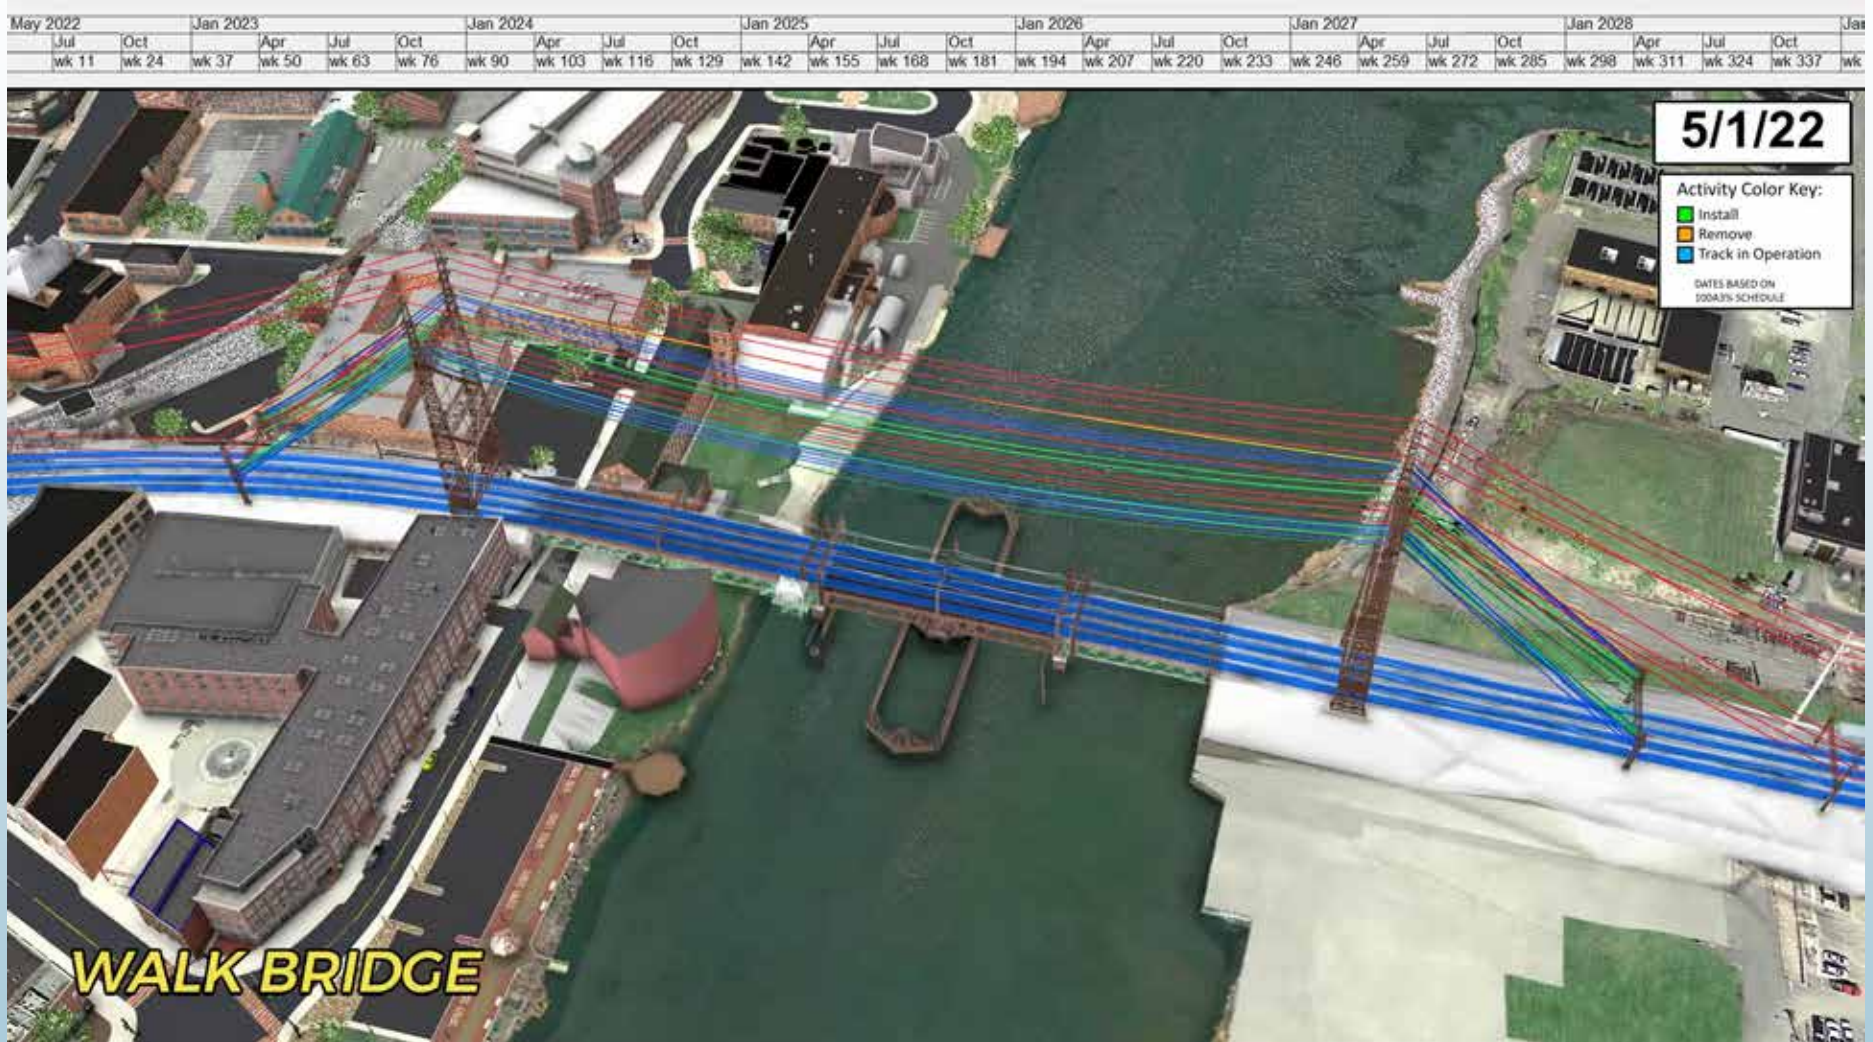 May 2022 Jan 2023 Jan 2024 Jan 2025 Jan 2026 Jan 2027 Jan 2028 Jan
Jul Oct Apr Jul Oct Apr Jul Oct Apr Jul Oct Apr Jul Oct Apr Jul Oct Apr Jul Oct
wk 11 wk 24 wk 37 wk 50 wk 63 wk 76 wk 90 wk 103 wk 116 wk 129 wk 142 wk 155 wk 168 wk 181 wk 194 wk 207 wk 220 wk 233 wk 246 wk 259 wk 272 wk 285 wk 298 wk 311 wk 324 wk 337 wk
5/1/22
Activity Color Key:
Install
Remove
Track in Operation
DATES BASED ON
100A3% SCHEDULE
WALK BRIDGE